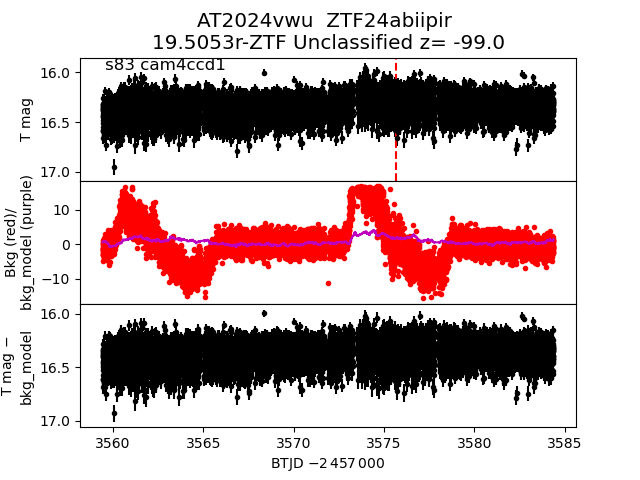 AT2024vwu  ZTF24abiipir
19.5053r-ZTF Unclassified z= -99.0
s83 cam4ccd1
16.0
16.5
17.0
T mag
10
0
−10
Bkg (red)/
bkg_model (purple)
16.0
16.5
17.0
T mag −
bkg_model
3560
3565
3570
3575
3580
3585
BTJD −2 457 000